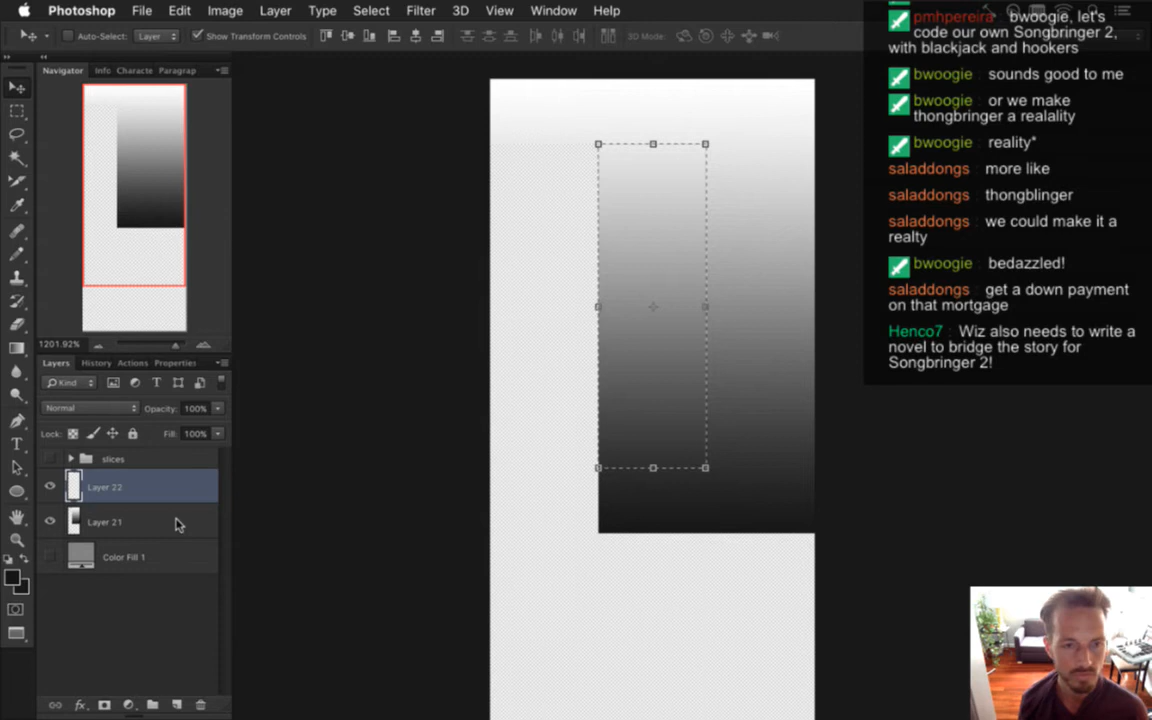 Photoshop File Edit Image Layer Type Select Filter 3D View Window Help
Auto-Select: Layer Show Transform Controls 3D Mode:
Navigator Info Characte Paragrap
1201.92%
Layers History Actions Properties
Kind
Normal Opacity: 100%
Lock: Fill: 100%
slices
Layer 22
Layer 21
Color Fill 1
pmhpereira : bwoogie, let's
code our own Songbringer 2,
with blackjack and hookers
bwoogie : sounds good to me
bwoogie : or we make
thongbringer a realality
bwoogie : reality*
saladdongs : more like
saladdongs : thongblinger
saladdongs : we could make it a
realty
bwoogie : bedazzled!
saladdongs : get a down payment
on that mortgage
Henco7 : Wiz also needs to write a
novel to bridge the story for
Songbringer 2!